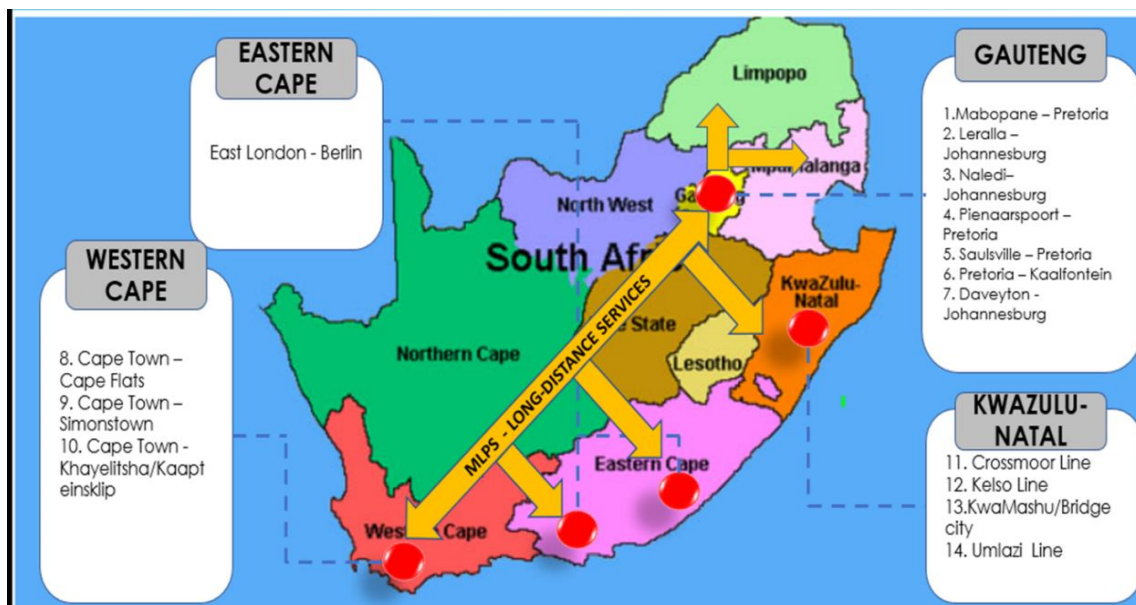 EASTERN
CAPE
East London - Berlin
WESTERN
CAPE
8. Cape Town –
Cape Flats
9. Cape Town –
Simonstown
10. Cape Town -
Khayelitsha/Kaapt
einsklip
GAUTENG
1.Mabopane – Pretoria
2. Leralla –
Johannesburg
3. Naledi–
Johannesburg
4. Pienaarspoort –
Pretoria
5. Saulsville – Pretoria
6. Pretoria – Kaalfontein
7. Daveyton -
Johannesburg
KWAZULU-
NATAL
11. Crossmoor Line
12. Kelso Line
13.KwaMashu/Bridge
city
14. Umlazi Line
Limpopo
North West
South
KwaZulu-
Natal
State
Lesotho
Northern Cape
MLPS - LONG-DISTANCE SERVICES
Eastern Cape
Cape